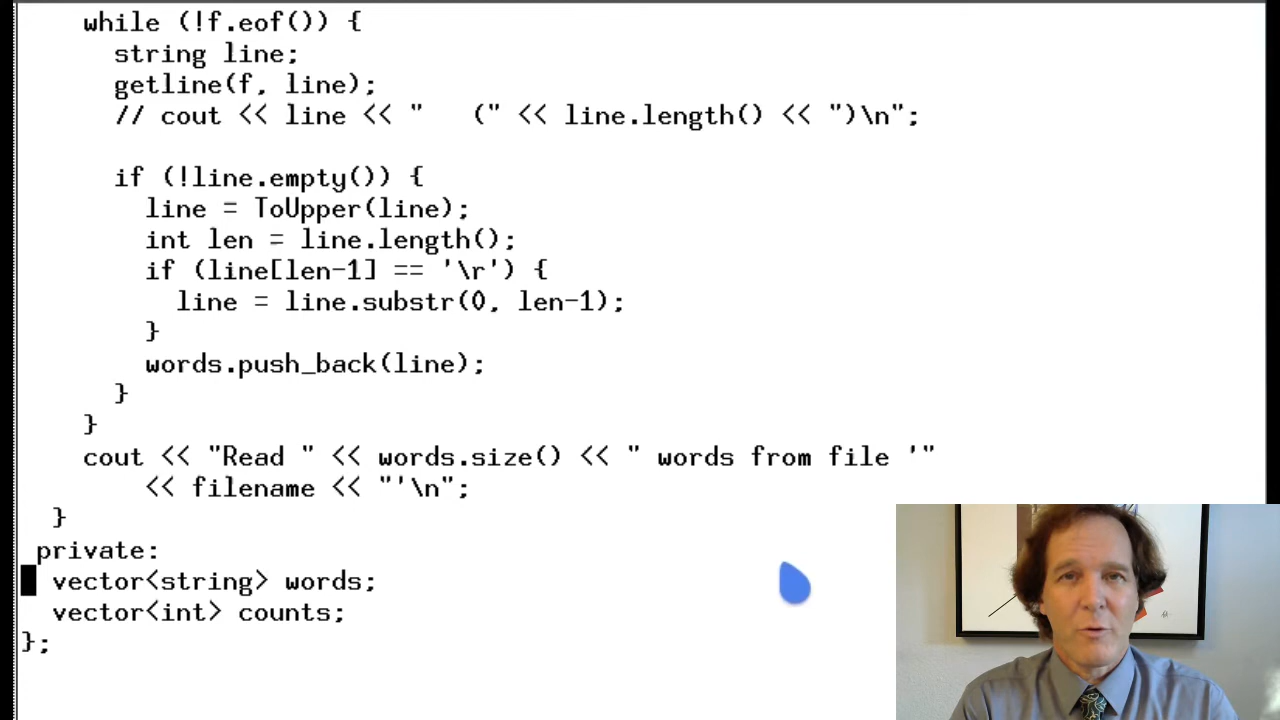 while (!f.eof()) {
string line;
getline(f, line);
// cout << line << "   (" << line.length() << ")\n";
if (!line.empty()) {
line = ToUpper(line);
int len = line.length();
if (line[len-1] == '\r') {
line = line.substr(0, len-1);
}
words.push_back(line);
}
}
cout << "Read " << words.size() << " words from file '"
<< filename << "'\n";
}
private:
vector<string> words;
vector<int> counts;
};